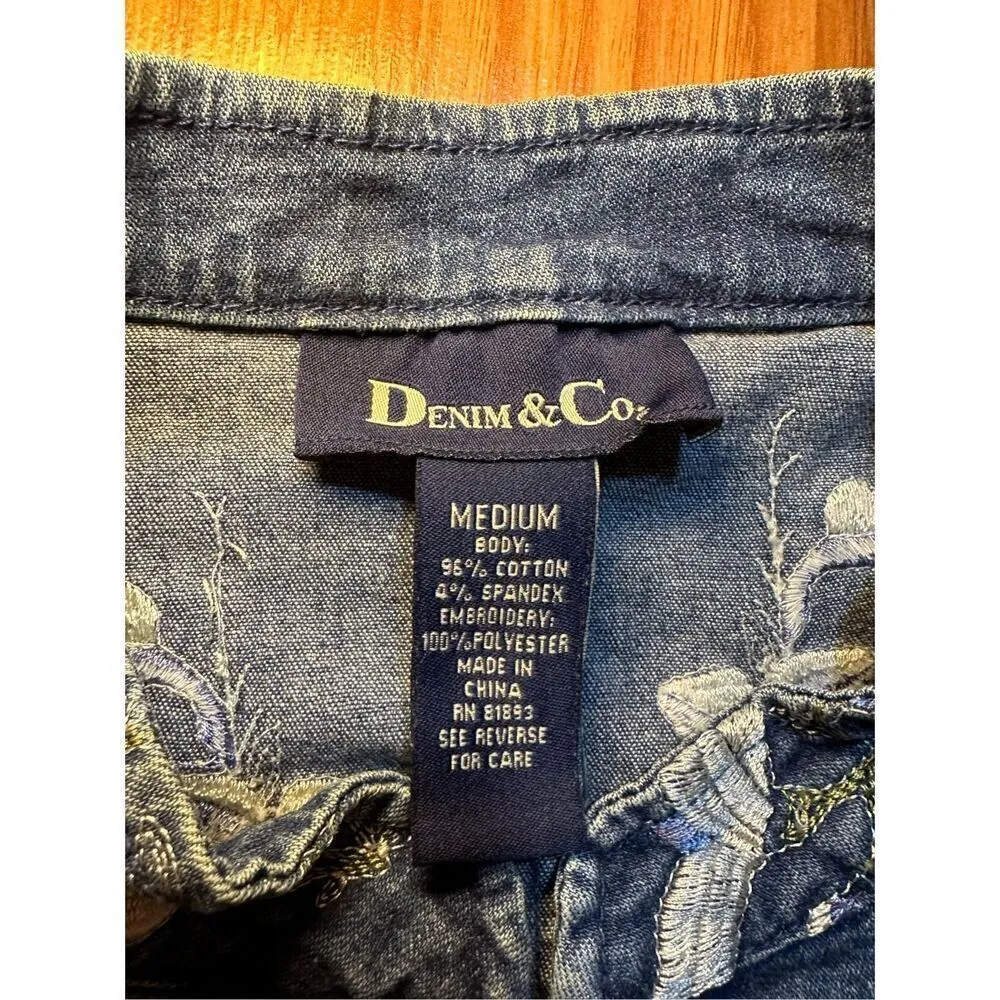 DENIM & CO.
MEDIUM
BODY:
96% COTTON
4% SPANDEX
EMBROIDERY:
100% POLYESTER
MADE IN
CHINA
RN 81893
SEE REVERSE
FOR CARE